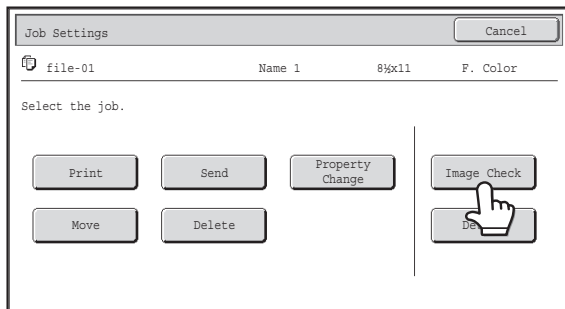 Job Settings Cancel
file-01 Name 1 8½x11 F. Color
Select the job.
Print Send Property Change Image Check
Move Delete